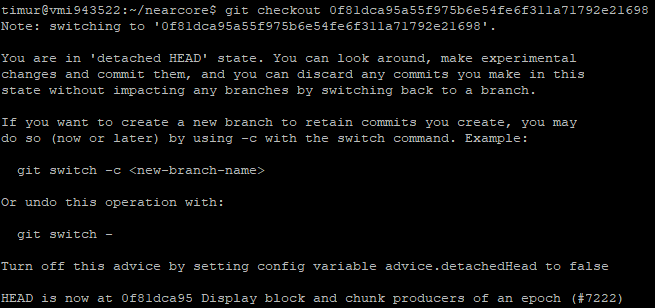 timur@vmi943522:~/nearcore$ git checkout 0f81dca95a55f975b6e54fe6f311a71792e21698
Note: switching to '0f81dca95a55f975b6e54fe6f311a71792e21698'.
You are in 'detached HEAD' state. You can look around, make experimental
changes and commit them, and you can discard any commits you make in this
state without impacting any branches by switching back to a branch.
If you want to create a new branch to retain commits you create, you may
do so (now or later) by using -c with the switch command. Example:
git switch -c <new-branch-name>
Or undo this operation with:
git switch -
Turn off this advice by setting config variable advice.detachedHead to false
HEAD is now at 0f81dca95 Display block and chunk producers of an epoch (#7222)